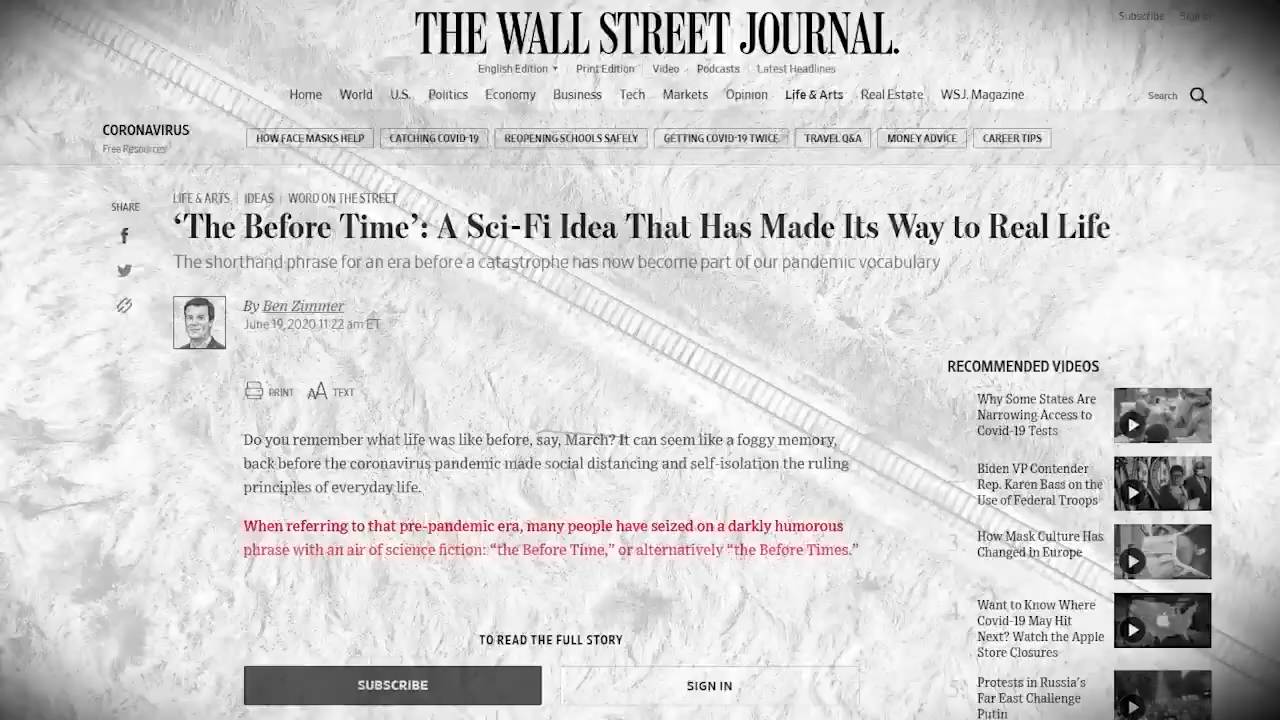 Subscribe Sign In
THE WALL STREET JOURNAL.
English Edition Print Edition Video Podcasts Latest Headlines
Home World U.S. Politics Economy Business Tech Markets Opinion Life & Arts Real Estate WSJ. Magazine
Search
CORONAVIRUS
Free Resources
HOW FACE MASKS HELP CATCHING COVID-19 REOPENING SCHOOLS SAFELY GETTING COVID-19 TWICE TRAVEL Q&A MONEY ADVICE CAREER TIPS
SHARE
LIFE & ARTS | IDEAS | WORD ON THE STREET
‘The Before Time’: A Sci-Fi Idea That Has Made Its Way to Real Life
The shorthand phrase for an era before a catastrophe has now become part of our pandemic vocabulary
By Ben Zimmer
June 19, 2020 11:22 am ET
PRINT AA TEXT
Do you remember what life was like before, say, March? It can seem like a foggy memory,
back before the coronavirus pandemic made social distancing and self-isolation the ruling
principles of everyday life.
When referring to that pre-pandemic era, many people have seized on a darkly humorous
phrase with an air of science fiction: “the Before Time,” or alternatively “the Before Times.”
TO READ THE FULL STORY
SUBSCRIBE
SIGN IN
RECOMMENDED VIDEOS
Why Some States Are
Narrowing Access to
Covid-19 Tests
Biden VP Contender
Rep. Karen Bass on the
Use of Federal Troops
How Mask Culture Has
Changed in Europe
Want to Know Where
Covid-19 May Hit
Next? Watch the Apple
Store Closures
5
Protests in Russia's
Far East Challenge
Putin